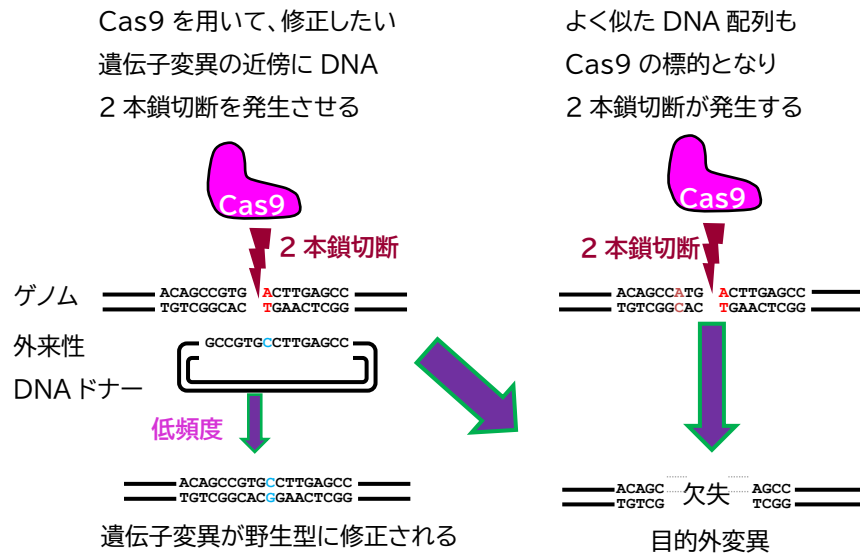 Cas9 を用いて、修正したい
遺伝子変異の近傍に DNA
2 本鎖切断を発生させる
Cas9
2 本鎖切断
ゲノム
ACAGCCGTG ACTTGAGCC
TGTCGGCAC TGAACTCGG
外来性
DNAドナー
GCCGTGCCTTGAGCC
低頻度
ACAGCCGTGCCTTGAGCC
TGTCGGCACGGAACTCGG
遺伝子変異が野生型に修正される
よく似た DNA 配列も
Cas9 の標的となり
2 本鎖切断が発生する
Cas9
2 本鎖切断
ACAGCCATG ACTTGAGCC
TGTCGGCAC TGAACTCGG
ACAGC 欠失 AGCC
TGTCG TCGG
目的外変異